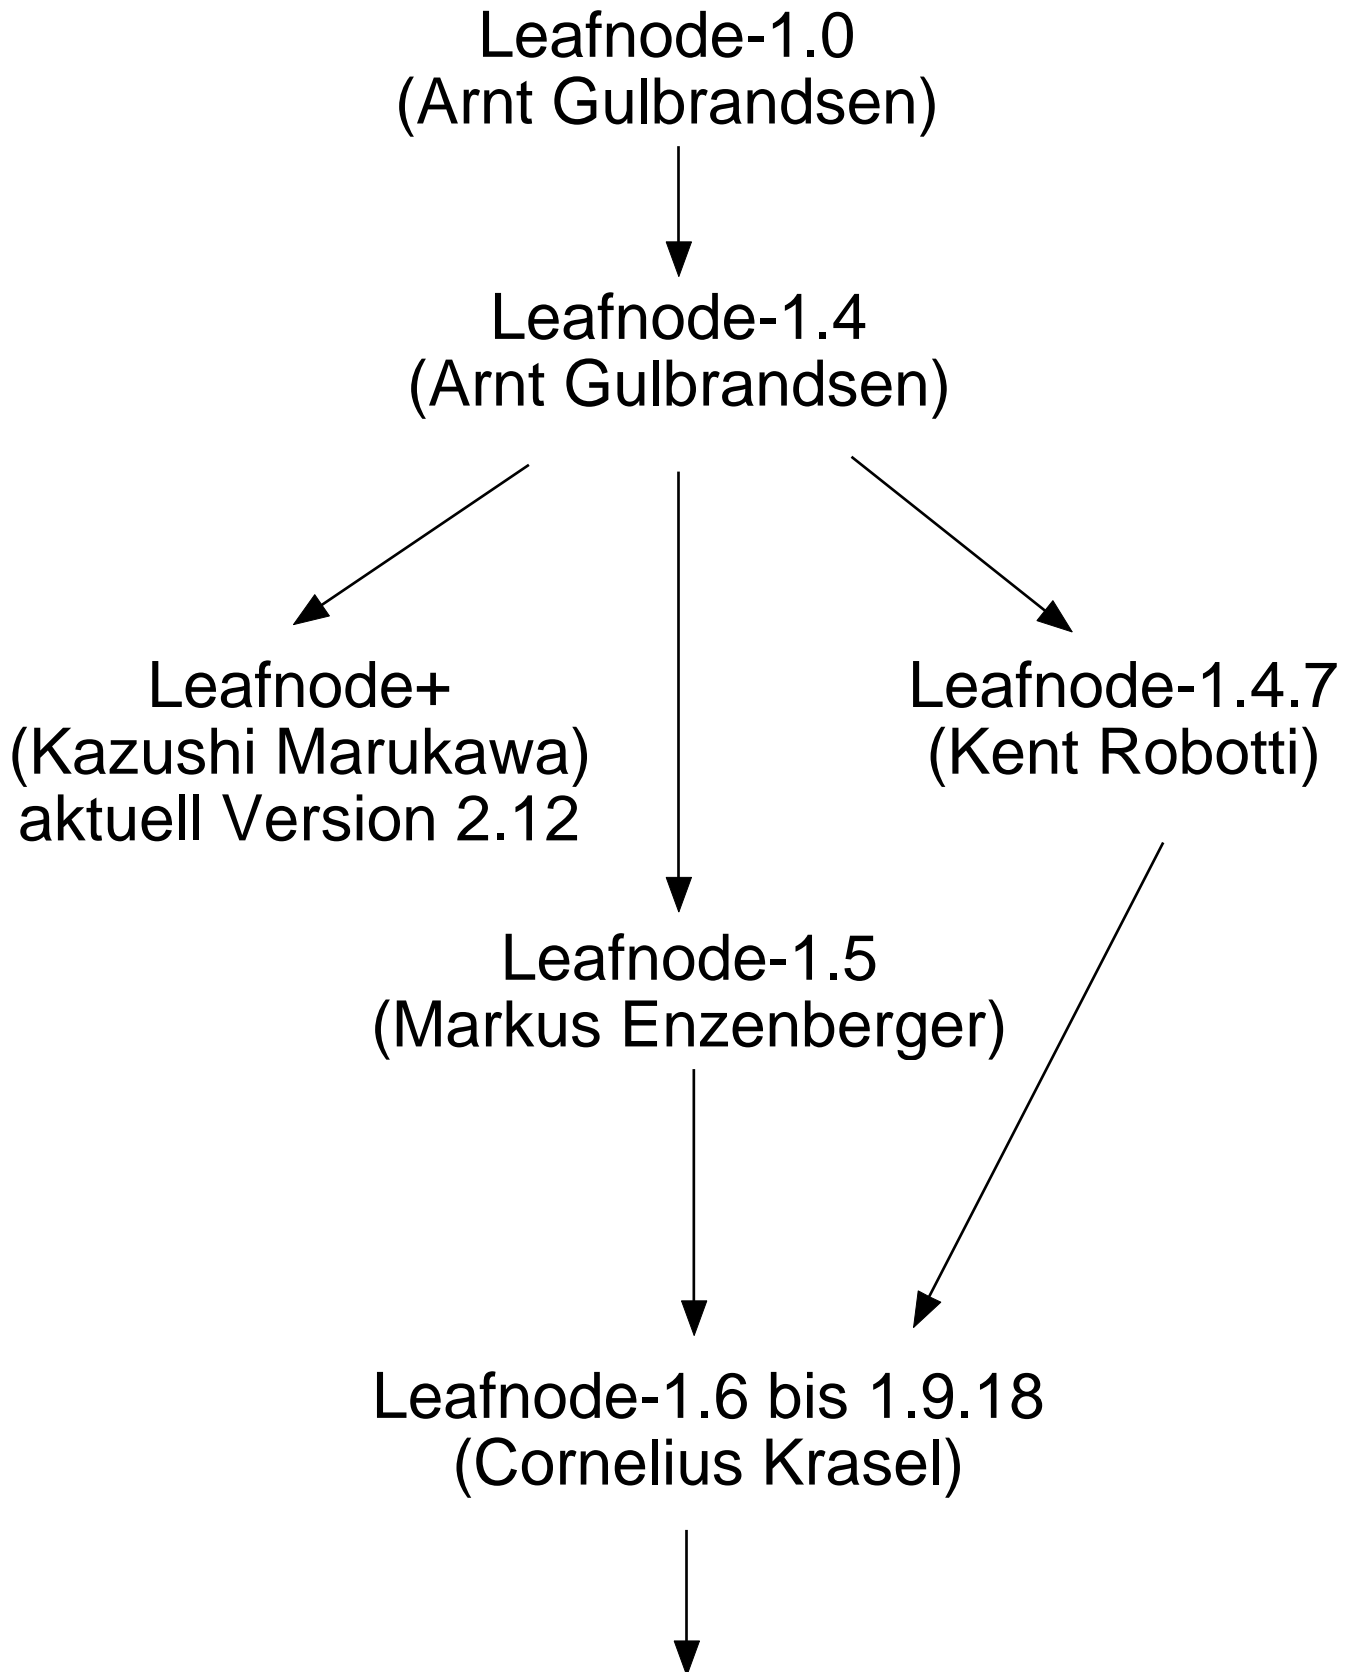 Leafnode-1.0
(Arnt Gulbrandsen)
Leafnode-1.4
(Arnt Gulbrandsen)
Leafnode+
(Kazushi Marukawa)
aktuell Version 2.12
Leafnode-1.4.7
(Kent Robotti)
Leafnode-1.5
(Markus Enzenberger)
Leafnode-1.6 bis 1.9.18
(Cornelius Krasel)